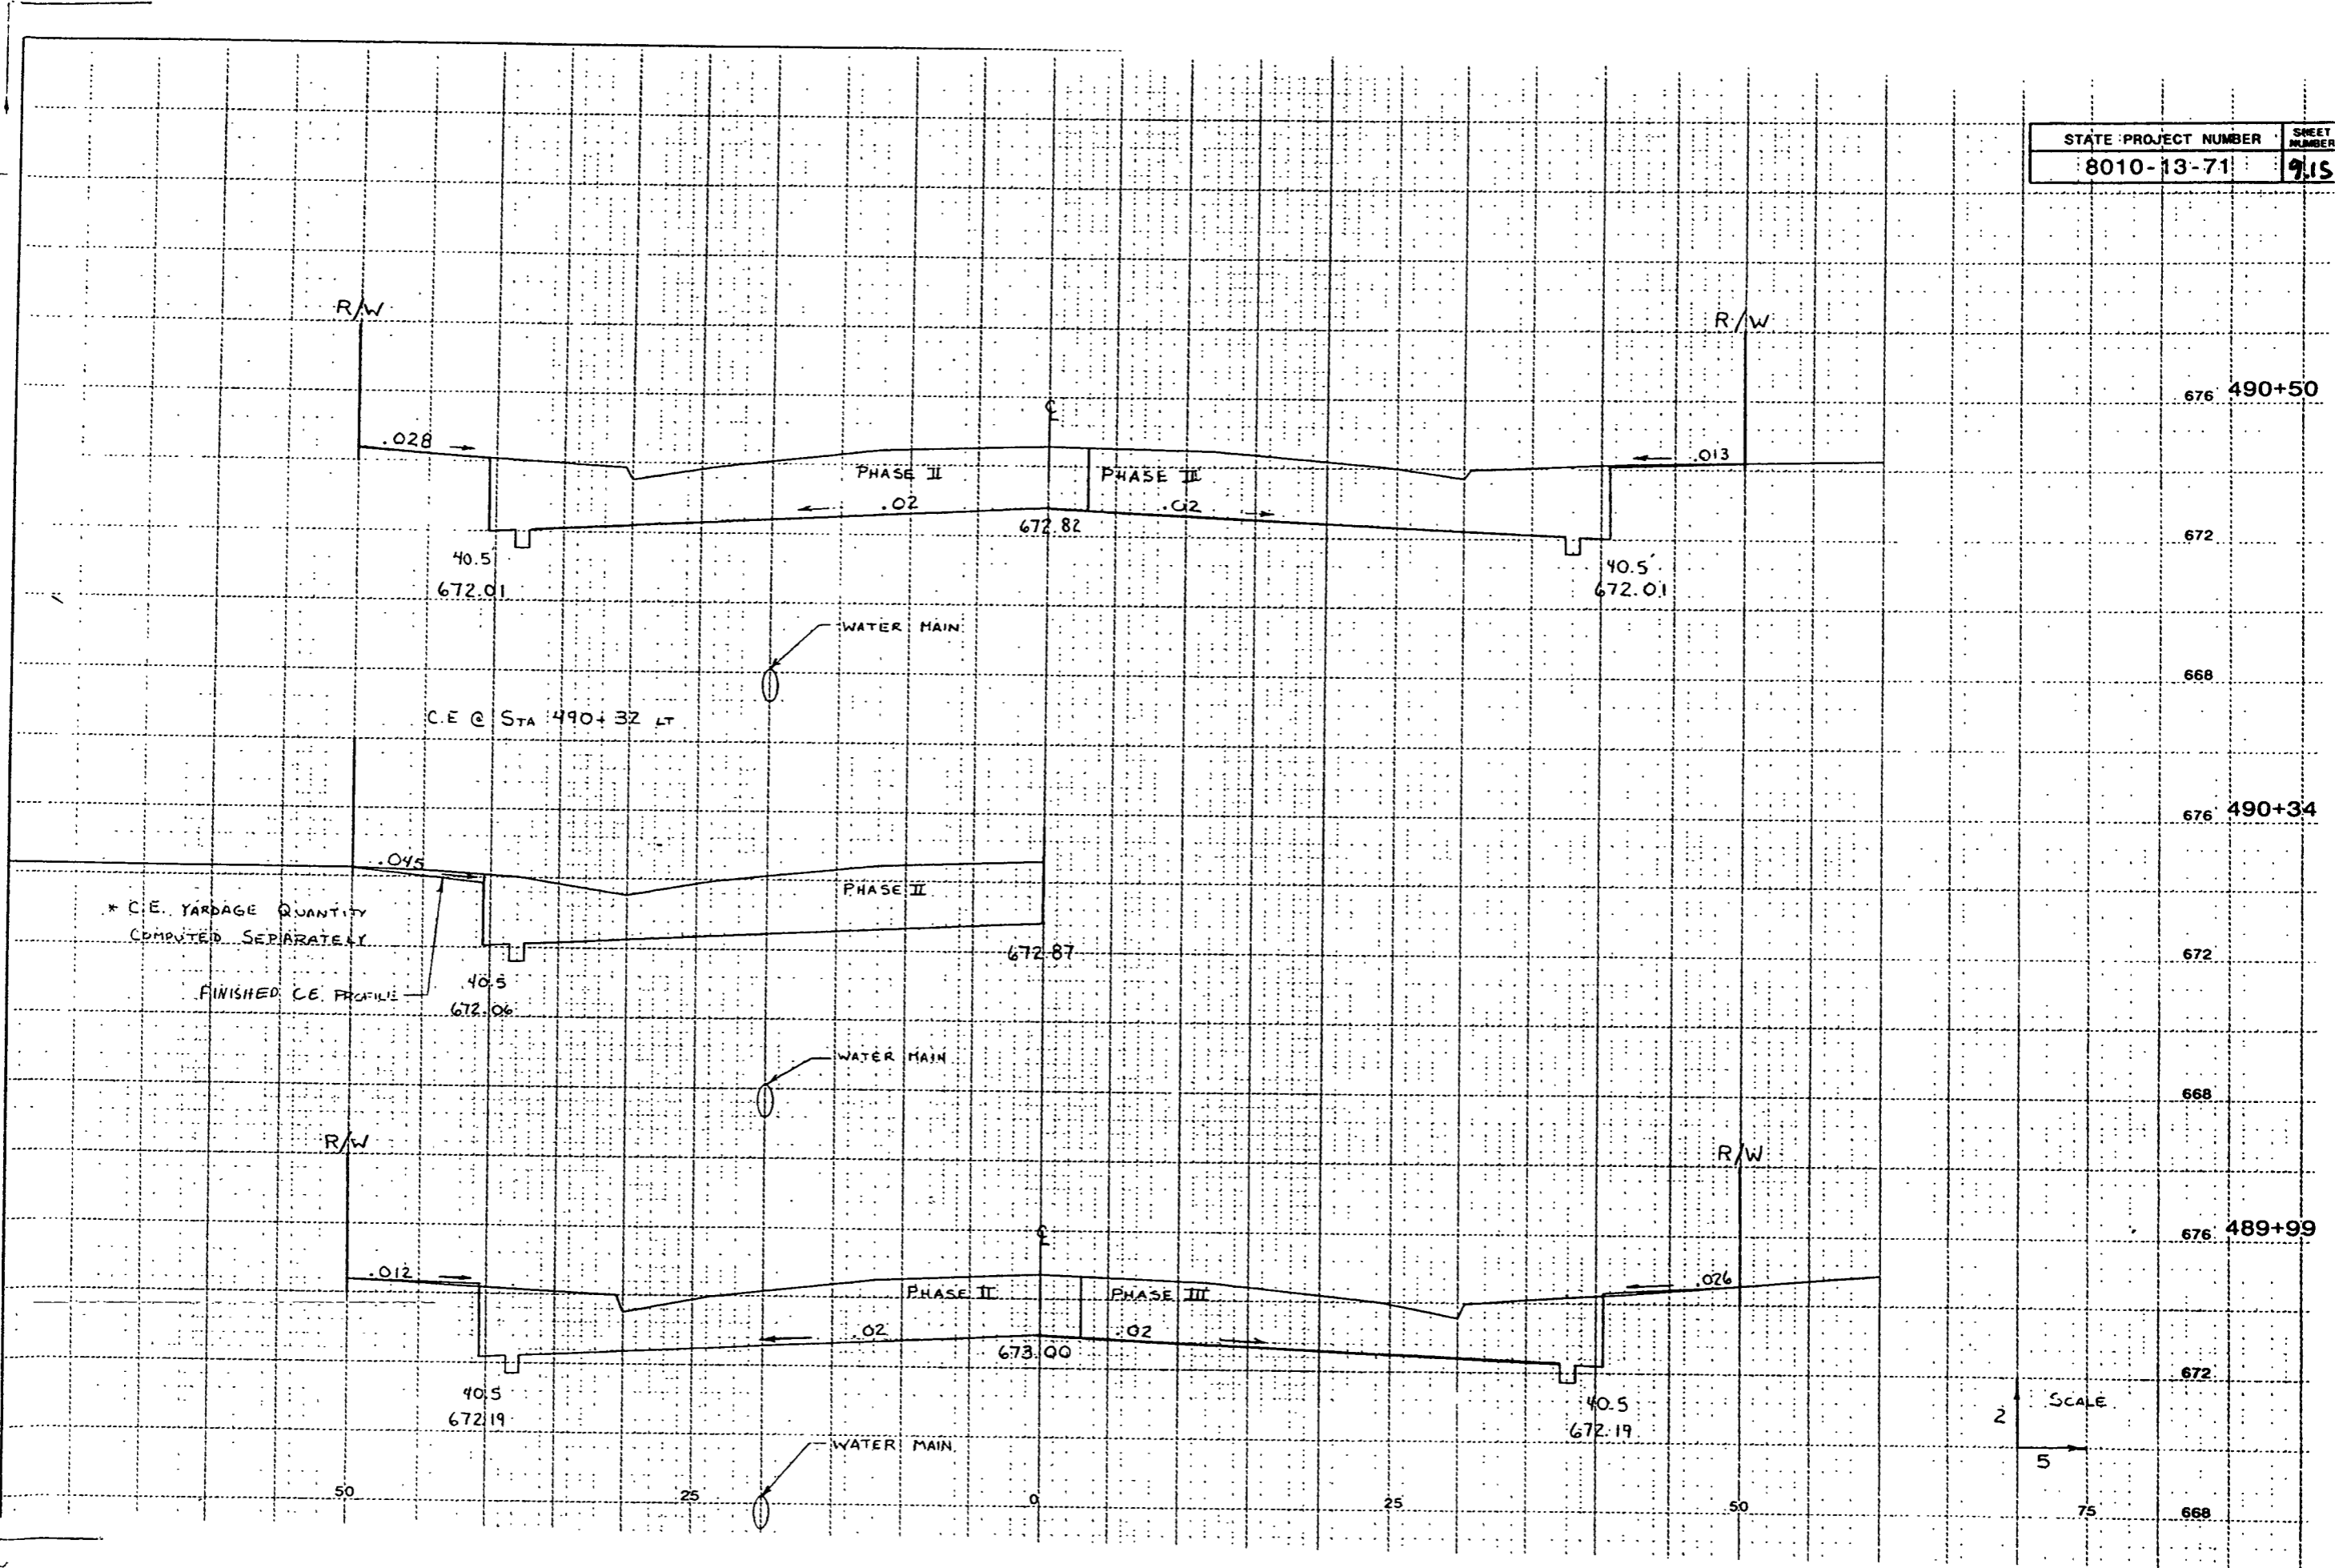 STATE PROJECT NUMBER
SHEET NUMBER
8010-13-71
9.15
R/W
R/W
676 490+50
℄
.028
.013
PHASE II
PHASE III
.02
.02
672.82
672
40.5
672.01
40.5
672.01
WATER MAIN
668
C.E @ STA 490+32 LT
676 490+34
.045
PHASE II
* C.E. YARDAGE QUANTITY
COMPUTED SEPARATELY
672.87
672
FINISHED C.E. PROFILE
40.5
672.06
WATER MAIN
668
R/W
R/W
676 489+99
℄
.012
.026
PHASE II
PHASE III
.02
.02
673.00
672
40.5
672.19
40.5
672.19
SCALE
2
5
WATER MAIN
50
25
0
25
50
75
668